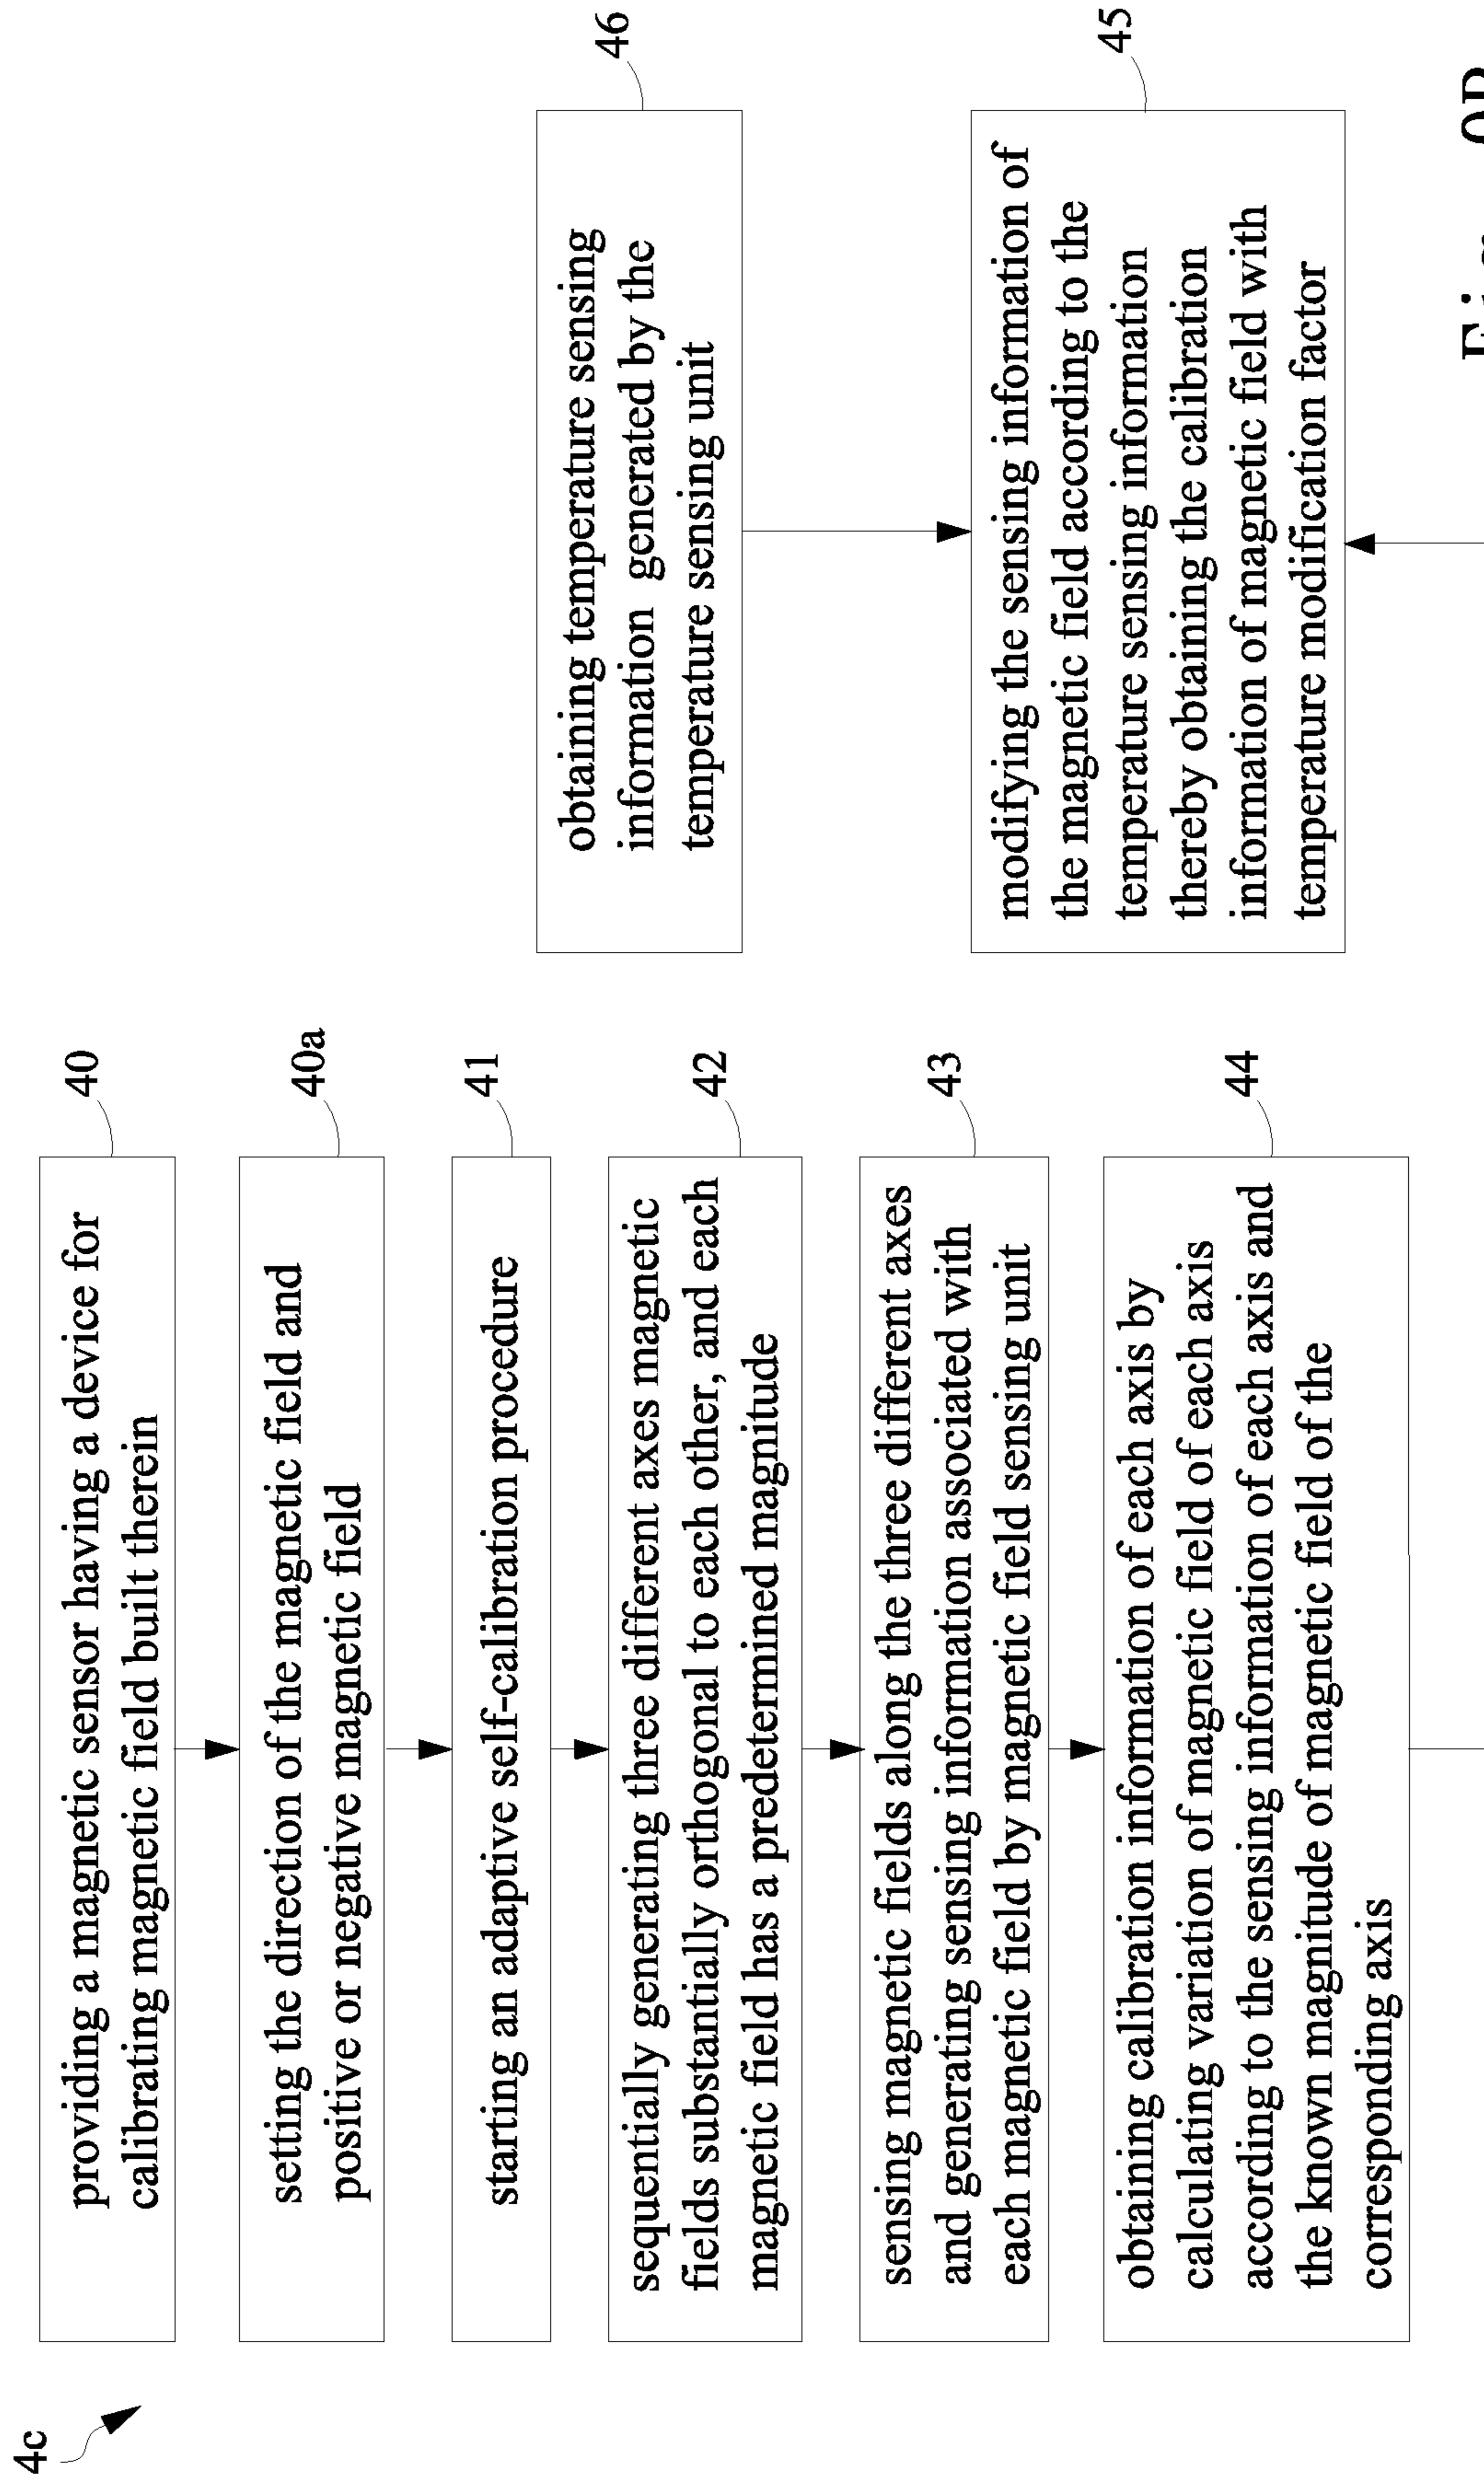 4c
40
providing a magnetic sensor having a device for
calibrating magnetic field built therein
40a
setting the direction of the magnetic field and
positive or negative magnetic field
41
starting an adaptive self-calibration procedure
42
sequentially generating three different axes magnetic
fields substantially orthogonal to each other, and each
magnetic field has a predetermined magnitude
43
sensing magnetic fields along the three different axes
and generating sensing information associated with
each magnetic field by magnetic field sensing unit
44
obtaining calibration information of each axis by
calculating variation of magnetic field of each axis
according to the sensing information of each axis and
the known magnitude of magnetic field of the
corresponding axis
46
obtaining temperature sensing
information generated by the
temperature sensing unit
45
modifying the sensing information of
the magnetic field according to the
temperature sensing information
thereby obtaining the calibration
information of magnetic field with
temperature modification factor